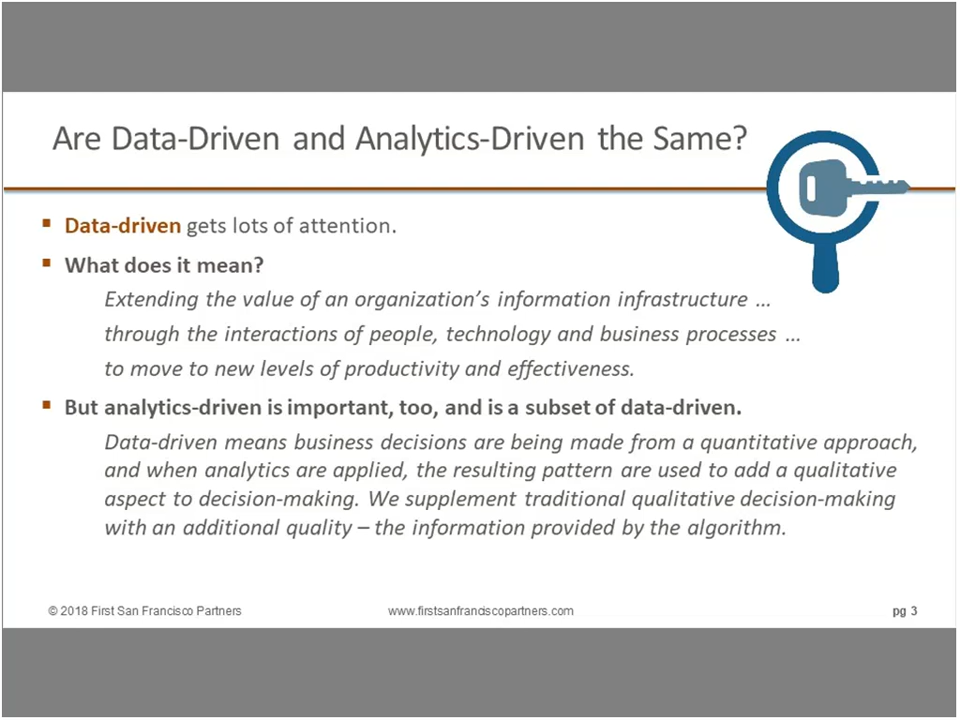 Are Data-Driven and Analytics-Driven the Same?
▪ Data-driven gets lots of attention.
▪ What does it mean?
Extending the value of an organization's information infrastructure …
through the interactions of people, technology and business processes …
to move to new levels of productivity and effectiveness.
▪ But analytics-driven is important, too, and is a subset of data-driven.
Data-driven means business decisions are being made from a quantitative approach,
and when analytics are applied, the resulting pattern are used to add a qualitative
aspect to decision-making. We supplement traditional qualitative decision-making
with an additional quality – the information provided by the algorithm.
© 2018 First San Francisco Partners www.firstsanfranciscopartners.com pg 3